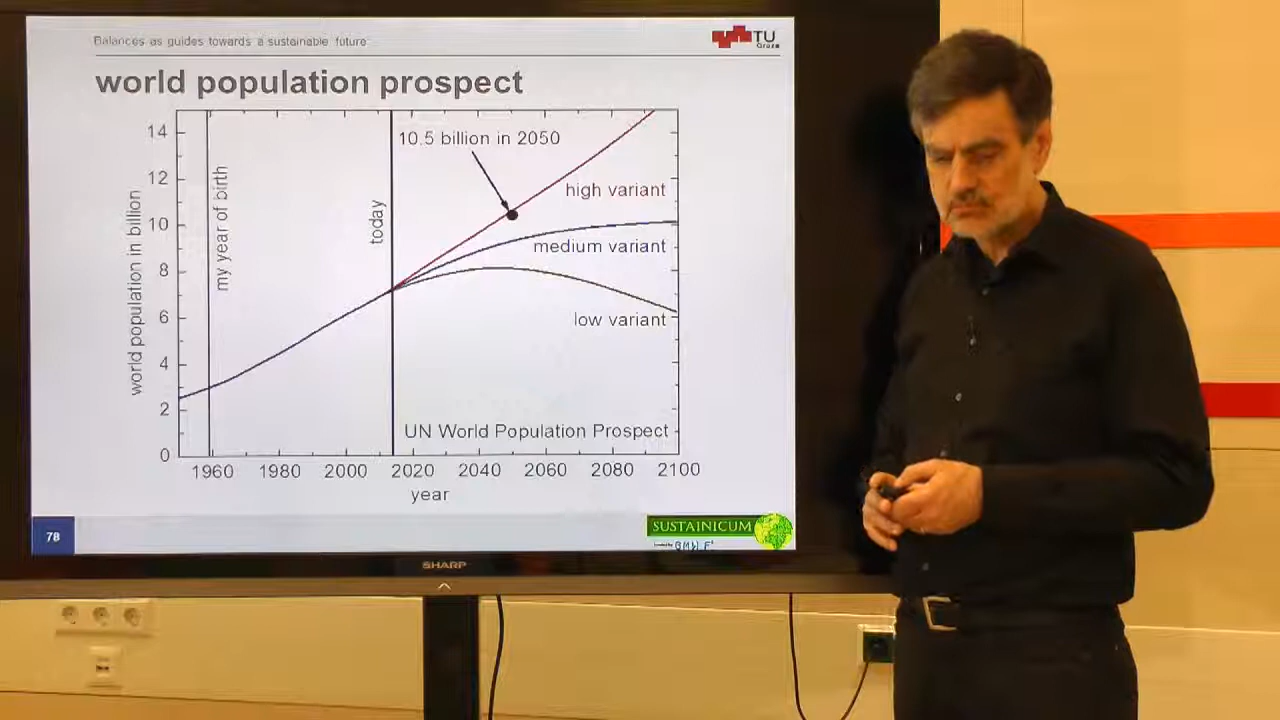 Balances as guides towards a sustainable future
TU
Graz
world population prospect
14
12
10
8
6
4
2
0
world population in billion
my year of birth
today
10.5 billion in 2050
high variant
medium variant
low variant
UN World Population Prospect
1960 1980 2000 2020 2040 2060 2080 2100
year
78
SUSTAINICUM
SHARP